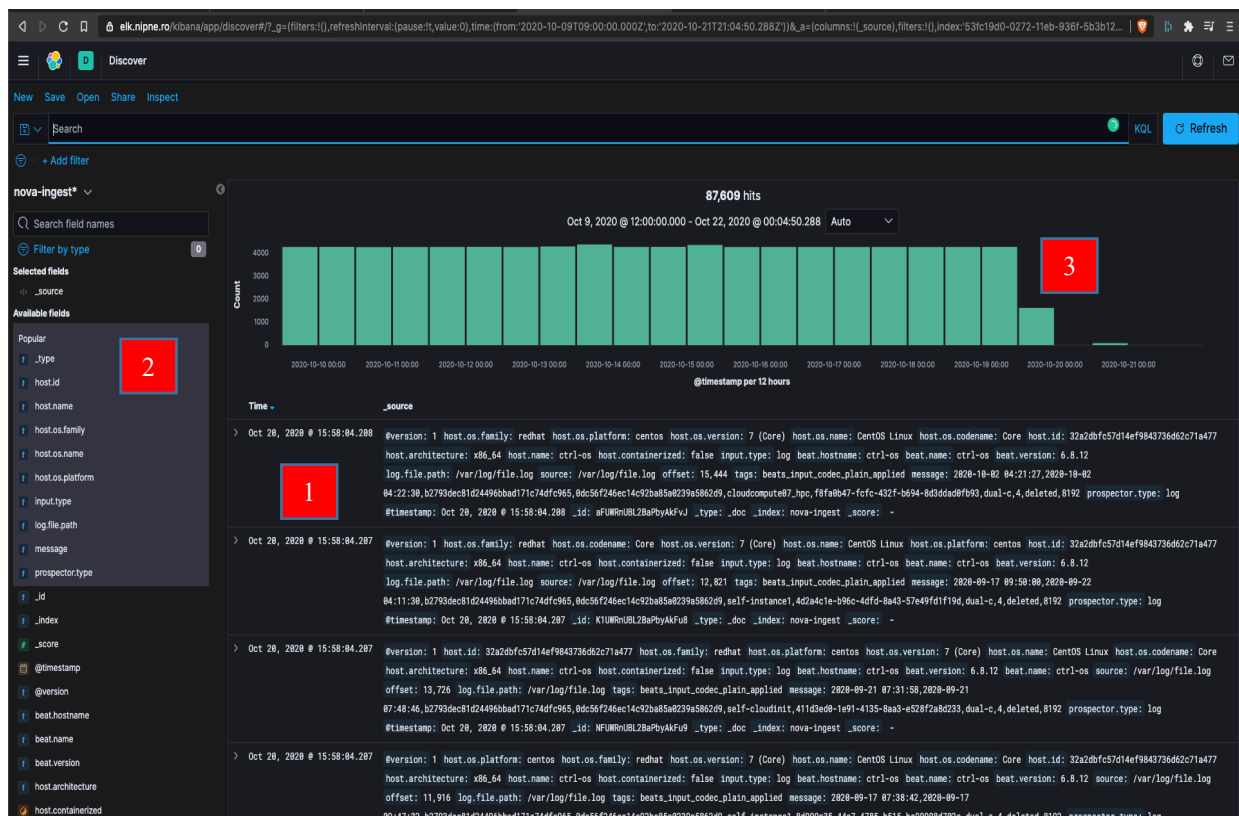 elk.nipne.ro/kibana/app/discover#/?_g=(filters:!(),refreshInterval:(pause:!t,value:0),time:(from:'2020-10-09T09:00:00.000Z',to:'2020-10-21T21:04:50.288Z'))&_a=(columns:!(_source),filters:!(),index:'53fc19d0-0272-11eb-936f-5b3b12...
D Discover
New Save Open Share Inspect
Search KQL Refresh
+ Add filter
nova-ingest*
Search field names
Filter by type 0
Selected fields
_source
Available fields
Popular
t _type
t host.id
t host.name
t host.os.family
t host.os.name
t host.os.platform
t input.type
t log.file.path
t message
t prospector.type
t _id
t _index
# _score
@timestamp
t @version
t beat.hostname
t beat.name
t beat.version
t host.architecture
host.containerized
2
87,609 hits
Oct 9, 2020 @ 12:00:00.000 - Oct 22, 2020 @ 00:04:50.288 Auto
Count
4000
3000
2000
1000
0
3
2020-10-10 00:00 2020-10-11 00:00 2020-10-12 00:00 2020-10-13 00:00 2020-10-14 00:00 2020-10-15 00:00 2020-10-16 00:00 2020-10-17 00:00 2020-10-18 00:00 2020-10-19 00:00 2020-10-20 00:00 2020-10-21 00:00
@timestamp per 12 hours
Time _source
Oct 20, 2020 @ 15:58:04.208 @version: 1 host.os.family: redhat host.os.platform: centos host.os.version: 7 (Core) host.os.name: CentOS Linux host.os.codename: Core host.id: 32a2dbfc57d14ef9843736d62c71a477
host.architecture: x86_64 host.name: ctrl-os host.containerized: false input.type: log beat.hostname: ctrl-os beat.name: ctrl-os beat.version: 6.8.12
log.file.path: /var/log/file.log source: /var/log/file.log offset: 15,444 tags: beats_input_codec_plain_applied message: 2020-10-02 04:21:27,2020-10-02
04:22:30,b2793dec81d24496bbad171c74dfc965,0dc56f246ec14c92ba85a0239a5862d9,cloudcompute07_hpc,f8fa0b47-fcfc-432f-b694-8d3ddad0fb93,dual-c,4,deleted,8192 prospector.type: log
@timestamp: Oct 20, 2020 @ 15:58:04.208 _id: aFUWRnUBL2BaPbyAkFvJ _type: _doc _index: nova-ingest _score: -
1
Oct 20, 2020 @ 15:58:04.207 @version: 1 host.os.family: redhat host.os.codename: Core host.os.version: 7 (Core) host.os.name: CentOS Linux host.os.platform: centos host.id: 32a2dbfc57d14ef9843736d62c71a477
host.architecture: x86_64 host.name: ctrl-os host.containerized: false input.type: log beat.hostname: ctrl-os beat.name: ctrl-os beat.version: 6.8.12
log.file.path: /var/log/file.log source: /var/log/file.log offset: 12,821 tags: beats_input_codec_plain_applied message: 2020-09-17 09:50:00,2020-09-22
04:11:30,b2793dec81d24496bbad171c74dfc965,0dc56f246ec14c92ba85a0239a5862d9,self-instance1,4d2a4c1e-b96c-4dfd-8a43-57e49fd1f19d,dual-c,4,deleted,8192 prospector.type: log
@timestamp: Oct 20, 2020 @ 15:58:04.207 _id: K1UWRnUBL2BaPbyAkFu8 _type: _doc _index: nova-ingest _score: -
Oct 20, 2020 @ 15:58:04.207 @version: 1 host.id: 32a2dbfc57d14ef9843736d62c71a477 host.os.family: redhat host.os.platform: centos host.os.version: 7 (Core) host.os.name: CentOS Linux host.os.codename: Core
host.architecture: x86_64 host.name: ctrl-os host.containerized: false input.type: log beat.hostname: ctrl-os beat.version: 6.8.12 beat.name: ctrl-os source: /var/log/file.log
offset: 13,726 log.file.path: /var/log/file.log tags: beats_input_codec_plain_applied message: 2020-09-21 07:31:58,2020-09-21
07:48:46,b2793dec81d24496bbad171c74dfc965,0dc56f246ec14c92ba85a0239a5862d9,self-cloudinit,411d3ed0-1e91-4135-8aa3-e528f2a8d233,dual-c,4,deleted,8192 prospector.type: log
@timestamp: Oct 20, 2020 @ 15:58:04.207 _id: NFUWRnUBL2BaPbyAkFu9 _type: _doc _index: nova-ingest _score: -
Oct 20, 2020 @ 15:58:04.207 @version: 1 host.os.platform: centos host.os.family: redhat host.os.version: 7 (Core) host.os.name: CentOS Linux host.os.codename: Core host.id: 32a2dbfc57d14ef9843736d62c71a477
host.architecture: x86_64 host.name: ctrl-os host.containerized: false input.type: log beat.hostname: ctrl-os beat.name: ctrl-os beat.version: 6.8.12 source: /var/log/file.log
offset: 11,916 log.file.path: /var/log/file.log tags: beats_input_codec_plain_applied message: 2020-09-17 07:38:42,2020-09-17